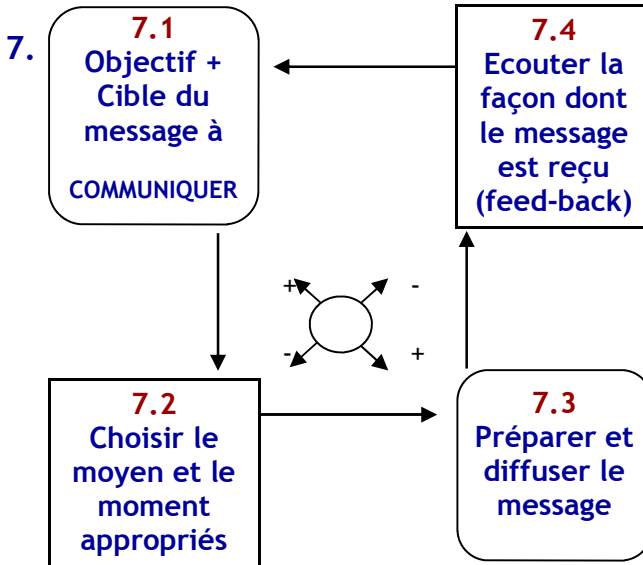 7.
7.1
Objectif +
Cible du
message à
COMMUNIQUER
7.4
Ecouter la
façon dont
le message
est reçu
(feed-back)
+ -
- +
7.2
Choisir le
moyen et le
moment
appropriés
7.3
Préparer et
diffuser le
message